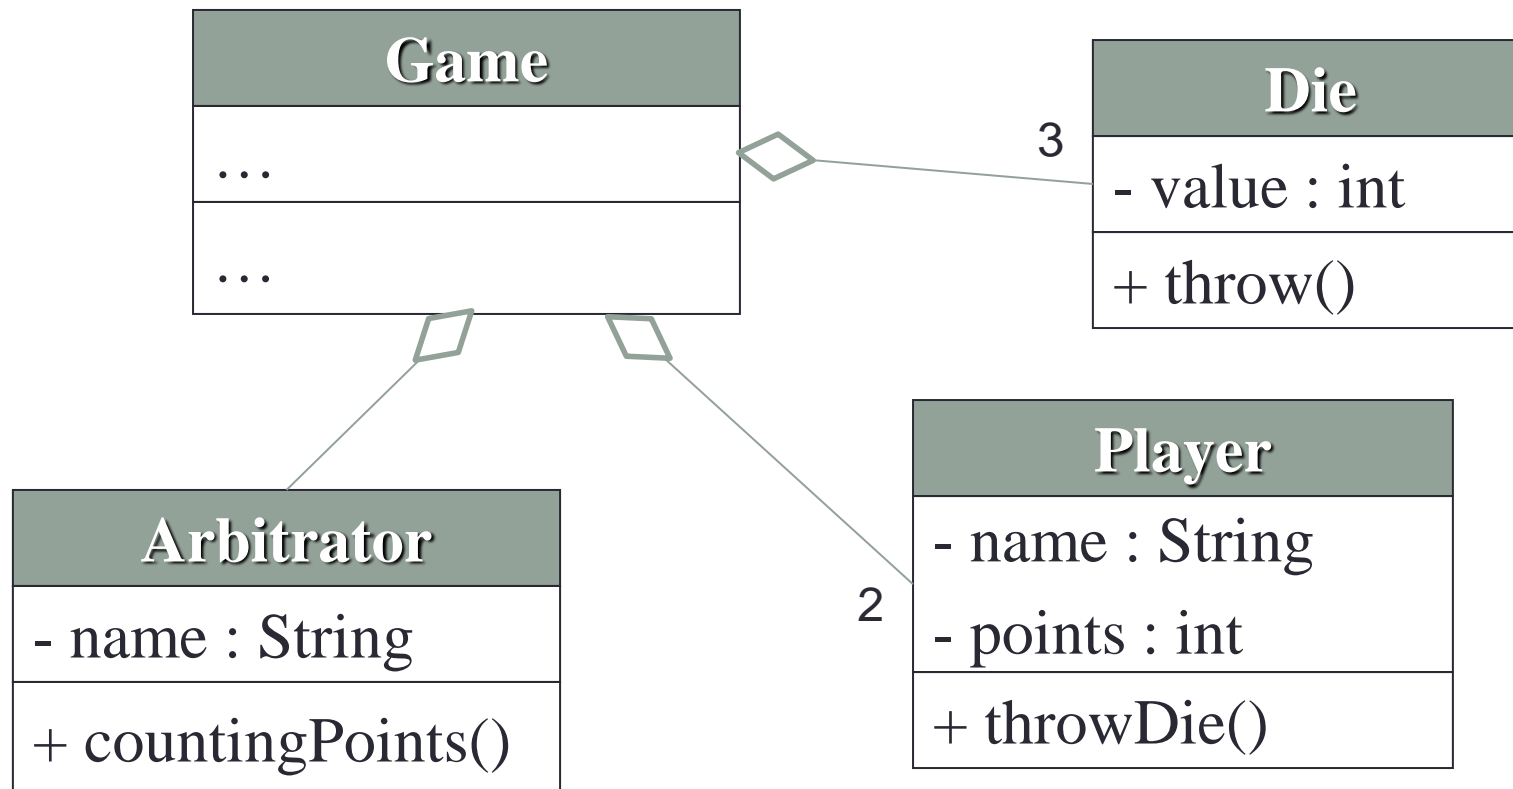 Game
…
…
3
Die
- value : int
+ throw()
Arbitrator
- name : String
+ countingPoints()
2
Player
- name : String
- points : int
+ throwDie()